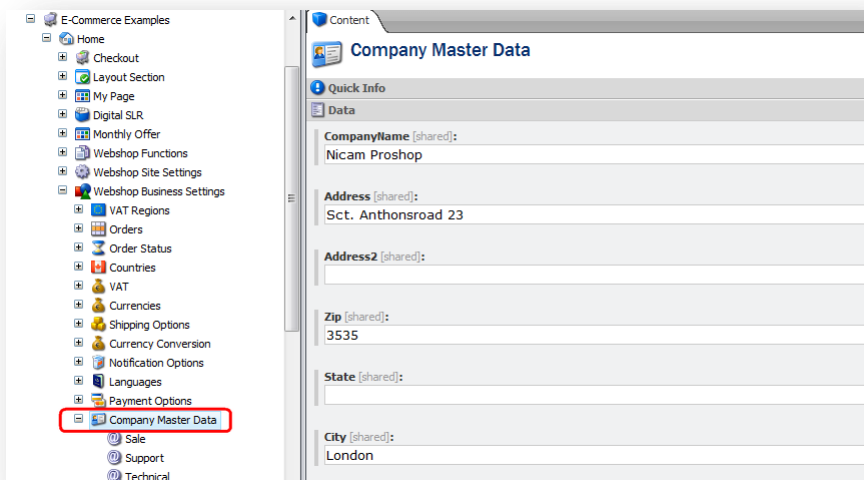 E-Commerce Examples
Home
Checkout
Layout Section
My Page
Digital SLR
Monthly Offer
Webshop Functions
Webshop Site Settings
Webshop Business Settings
VAT Regions
Orders
Order Status
Countries
VAT
Currencies
Shipping Options
Currency Conversion
Notification Options
Languages
Payment Options
Company Master Data
Sale
Support
Technical
Content
Company Master Data
Quick Info
Data
CompanyName [shared]:
Nicam Proshop
Address [shared]:
Sct. Anthonsroad 23
Address2 [shared]:
Zip [shared]:
3535
State [shared]:
City [shared]:
London